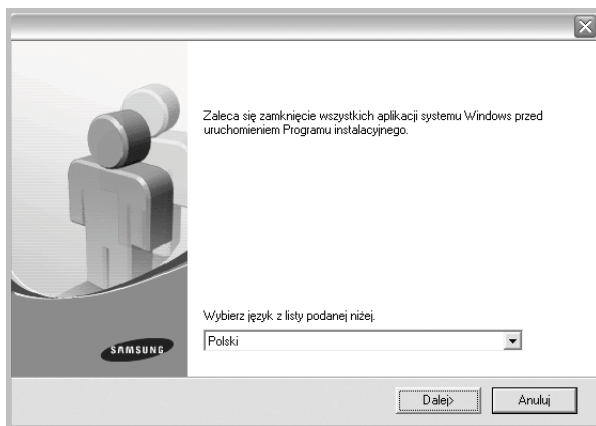 Zaleca się zamknięcie wszystkich aplikacji systemu Windows przed
uruchomieniem Programu instalacyjnego.
Wybierz język z listy podanej niżej.
Polski
SAMSUNG
Dalej>
Anuluj